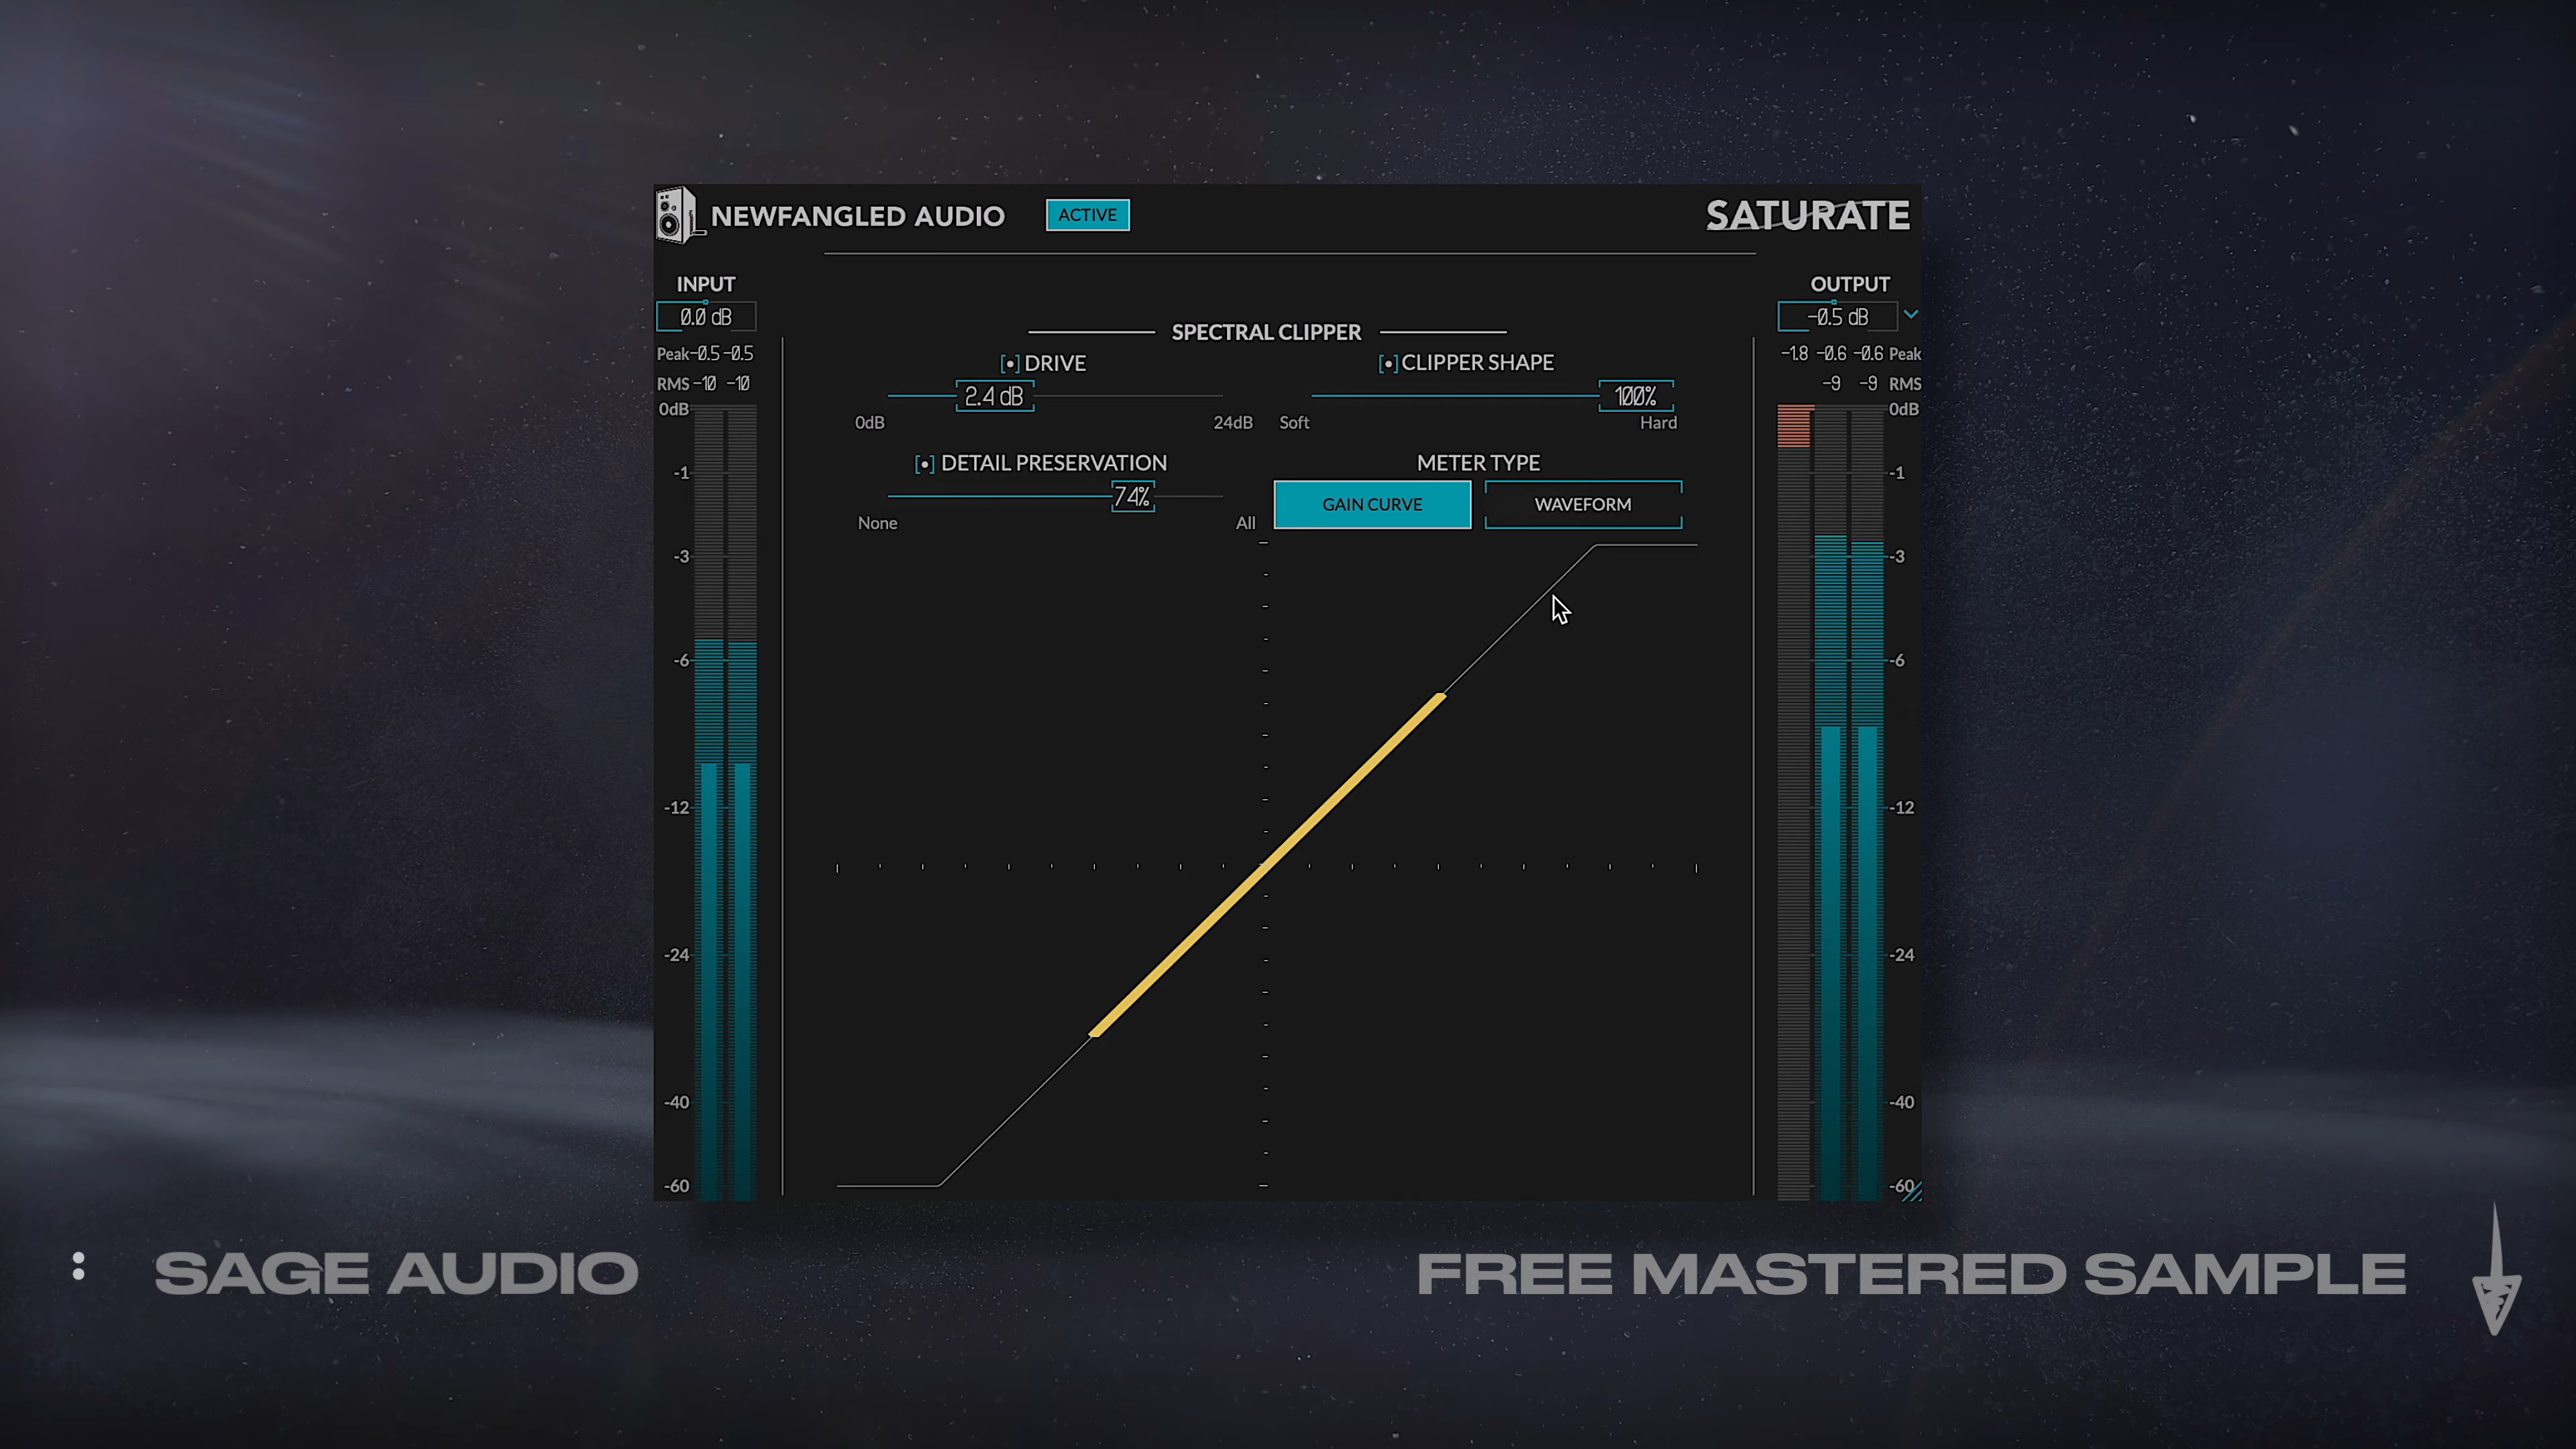 NEWFANGLED AUDIO
ACTIVE
SATURATE
INPUT
0.0 dB
Peak -0.5 -0.5
RMS -10 -10
0dB
-1
-3
-6
-12
-24
-40
-60
SPECTRAL CLIPPER
DRIVE
2.4 dB
0dB 24dB
CLIPPER SHAPE
100%
Soft Hard
DETAIL PRESERVATION
74%
None All
METER TYPE
GAIN CURVE
WAVEFORM
OUTPUT
-0.5 dB
-1.8 -0.6 -0.6 Peak
-9 -9 RMS
0dB
-1
-3
-6
-12
-24
-40
-60
SAGE AUDIO
FREE MASTERED SAMPLE